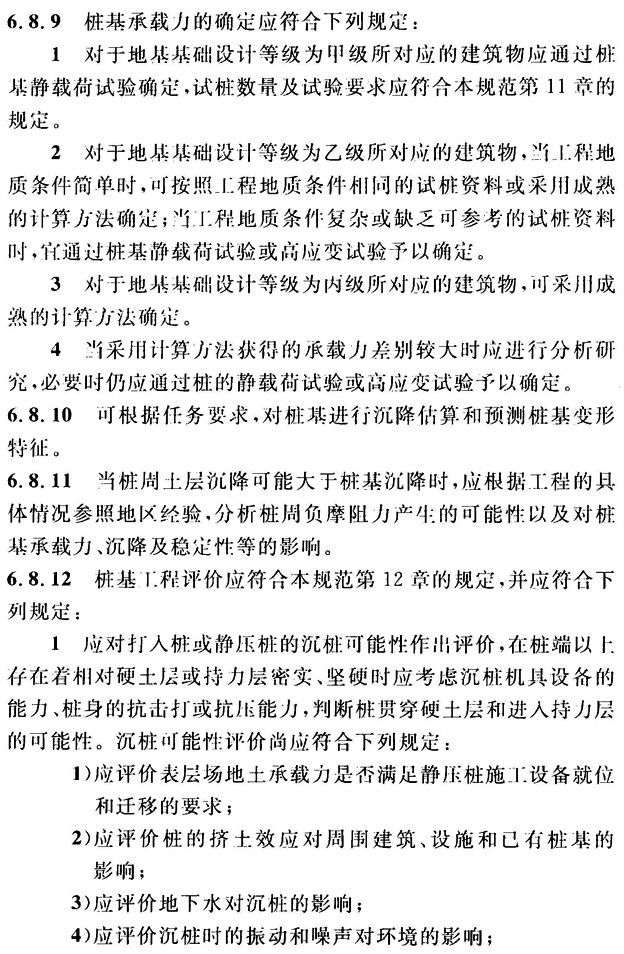 6.8.9 桩基承载力的确定应符合下列规定：
1 对于地基基础设计等级为甲级所对应的建筑物应通过桩
基静载荷试验确定，试桩数量及试验要求应符合本规范第11章的
规定。
2 对于地基基础设计等级为乙级所对应的建筑物，当工程地
质条件简单时，可按照工程地质条件相同的试桩资料或采用成熟
的计算方法确定；当工程地质条件复杂或缺乏可参考的试桩资料
时，宜通过桩基静载荷试验或高应变试验予以确定。
3 对于地基基础设计等级为丙级所对应的建筑物，可采用成
熟的计算方法确定。
4 当采用计算方法获得的承载力差别较大时应进行分析研
究，必要时仍应通过桩的静载荷试验或高应变试验予以确定。
6.8.10 可根据任务要求，对桩基进行沉降估算和预测桩基变形
特征。
6.8.11 当桩周土层沉降可能大于桩基沉降时，应根据工程的具
体情况参照地区经验，分析桩周负摩阻力产生的可能性以及对桩
基承载力、沉降及稳定性等的影响。
6.8.12 桩基工程评价应符合本规范第12章的规定，并应符合下
列规定：
1 应对打入桩或静压桩的沉桩可能性作出评价，在桩端以上
存在着相对硬土层或持力层密实、坚硬时应考虑沉桩机具设备的
能力、桩身的抗击打或抗压能力，判断桩贯穿硬土层和进入持力层
的可能性。沉桩可能性评价尚应符合下列规定：
1）应评价表层场地土承载力是否满足静压桩施工设备就位
和迁移的要求；
2）应评价桩的挤土效应对周围建筑、设施和已有桩基的
影响；
3）应评价地下水对沉桩的影响；
4）应评价沉桩时的振动和噪声对环境的影响；